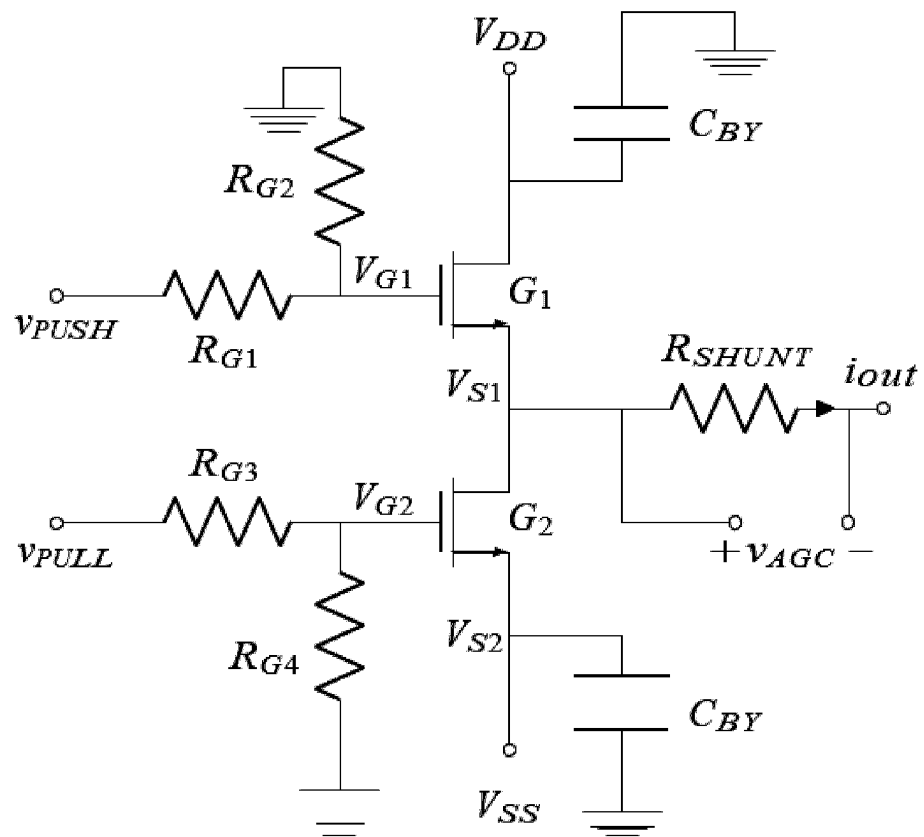 V_DD
C_BY
R_G2
V_G1
G_1
v_PUSH
R_G1
R_SHUNT
i_out
V_S1
R_G3
V_G2
G_2
v_PULL
+ v_AGC −
R_G4
V_S2
C_BY
V_SS